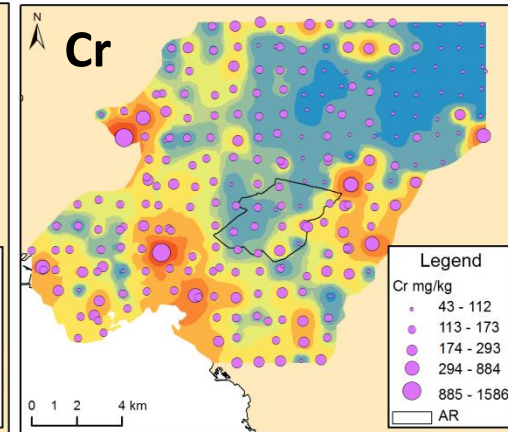 N
Cr
Legend
Cr mg/kg
43 - 112
113 - 173
174 - 293
294 - 884
885 - 1586
AR
0 1 2 4 km